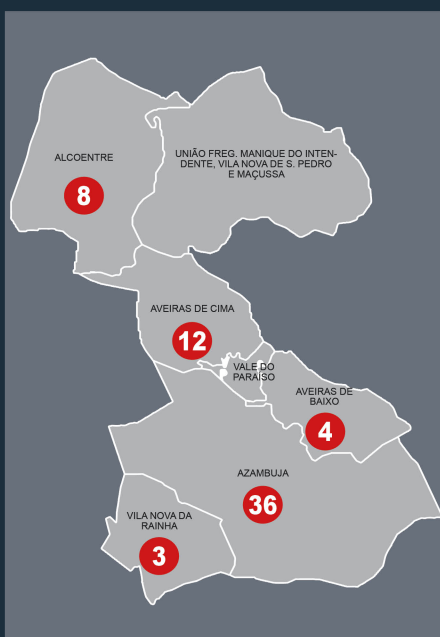 ALCOENTRE
8
UNIÃO FREG. MANIQUE DO INTEN-
DENTE, VILA NOVA DE S. PEDRO
E MAÇUSSA
AVEIRAS DE CIMA
12
VALE DO
PARAÍSO
AVEIRAS DE
BAIXO
4
AZAMBUJA
36
VILA NOVA DA
RAINHA
3